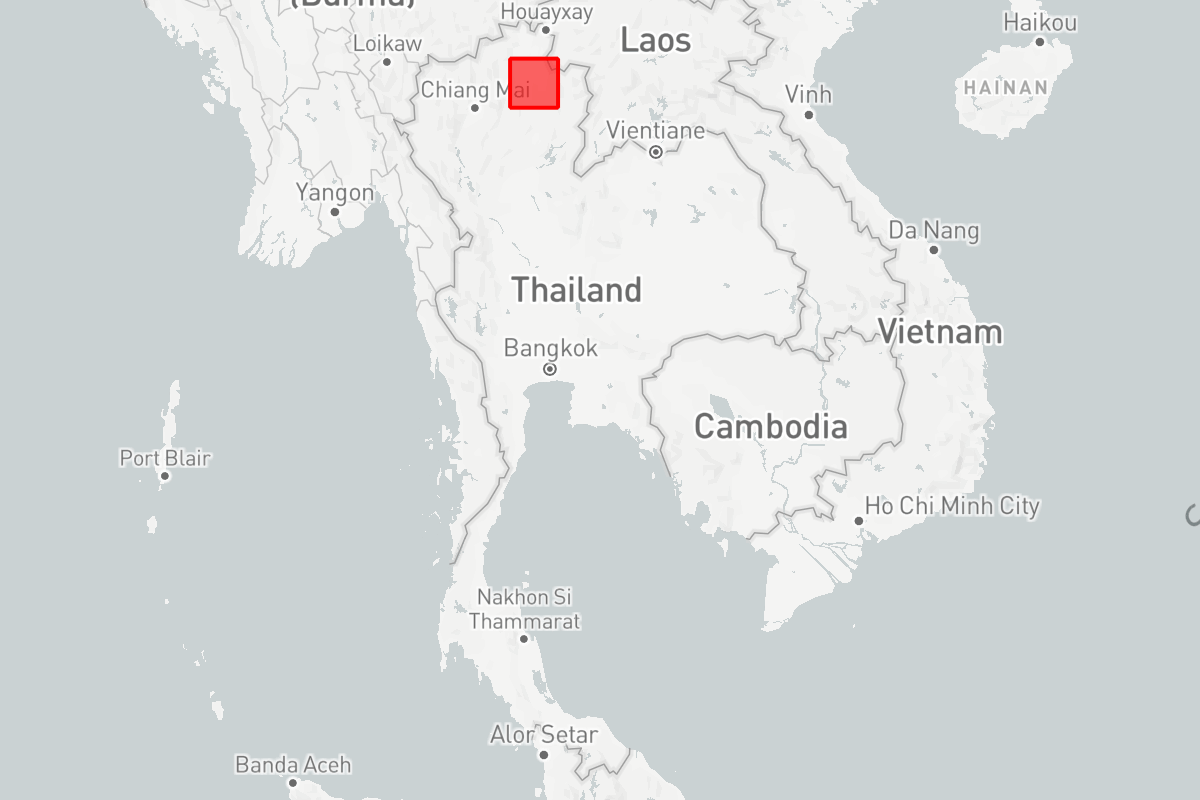 (Burma)
Houayxay
Haikou
Loikaw
Laos
Chiang Mai
HAINAN
Vinh
Vientiane
Yangon
Da Nang
Thailand
Vietnam
Bangkok
Cambodia
Port Blair
Ho Chi Minh City
Nakhon Si
Thammarat
Alor Setar
Banda Aceh